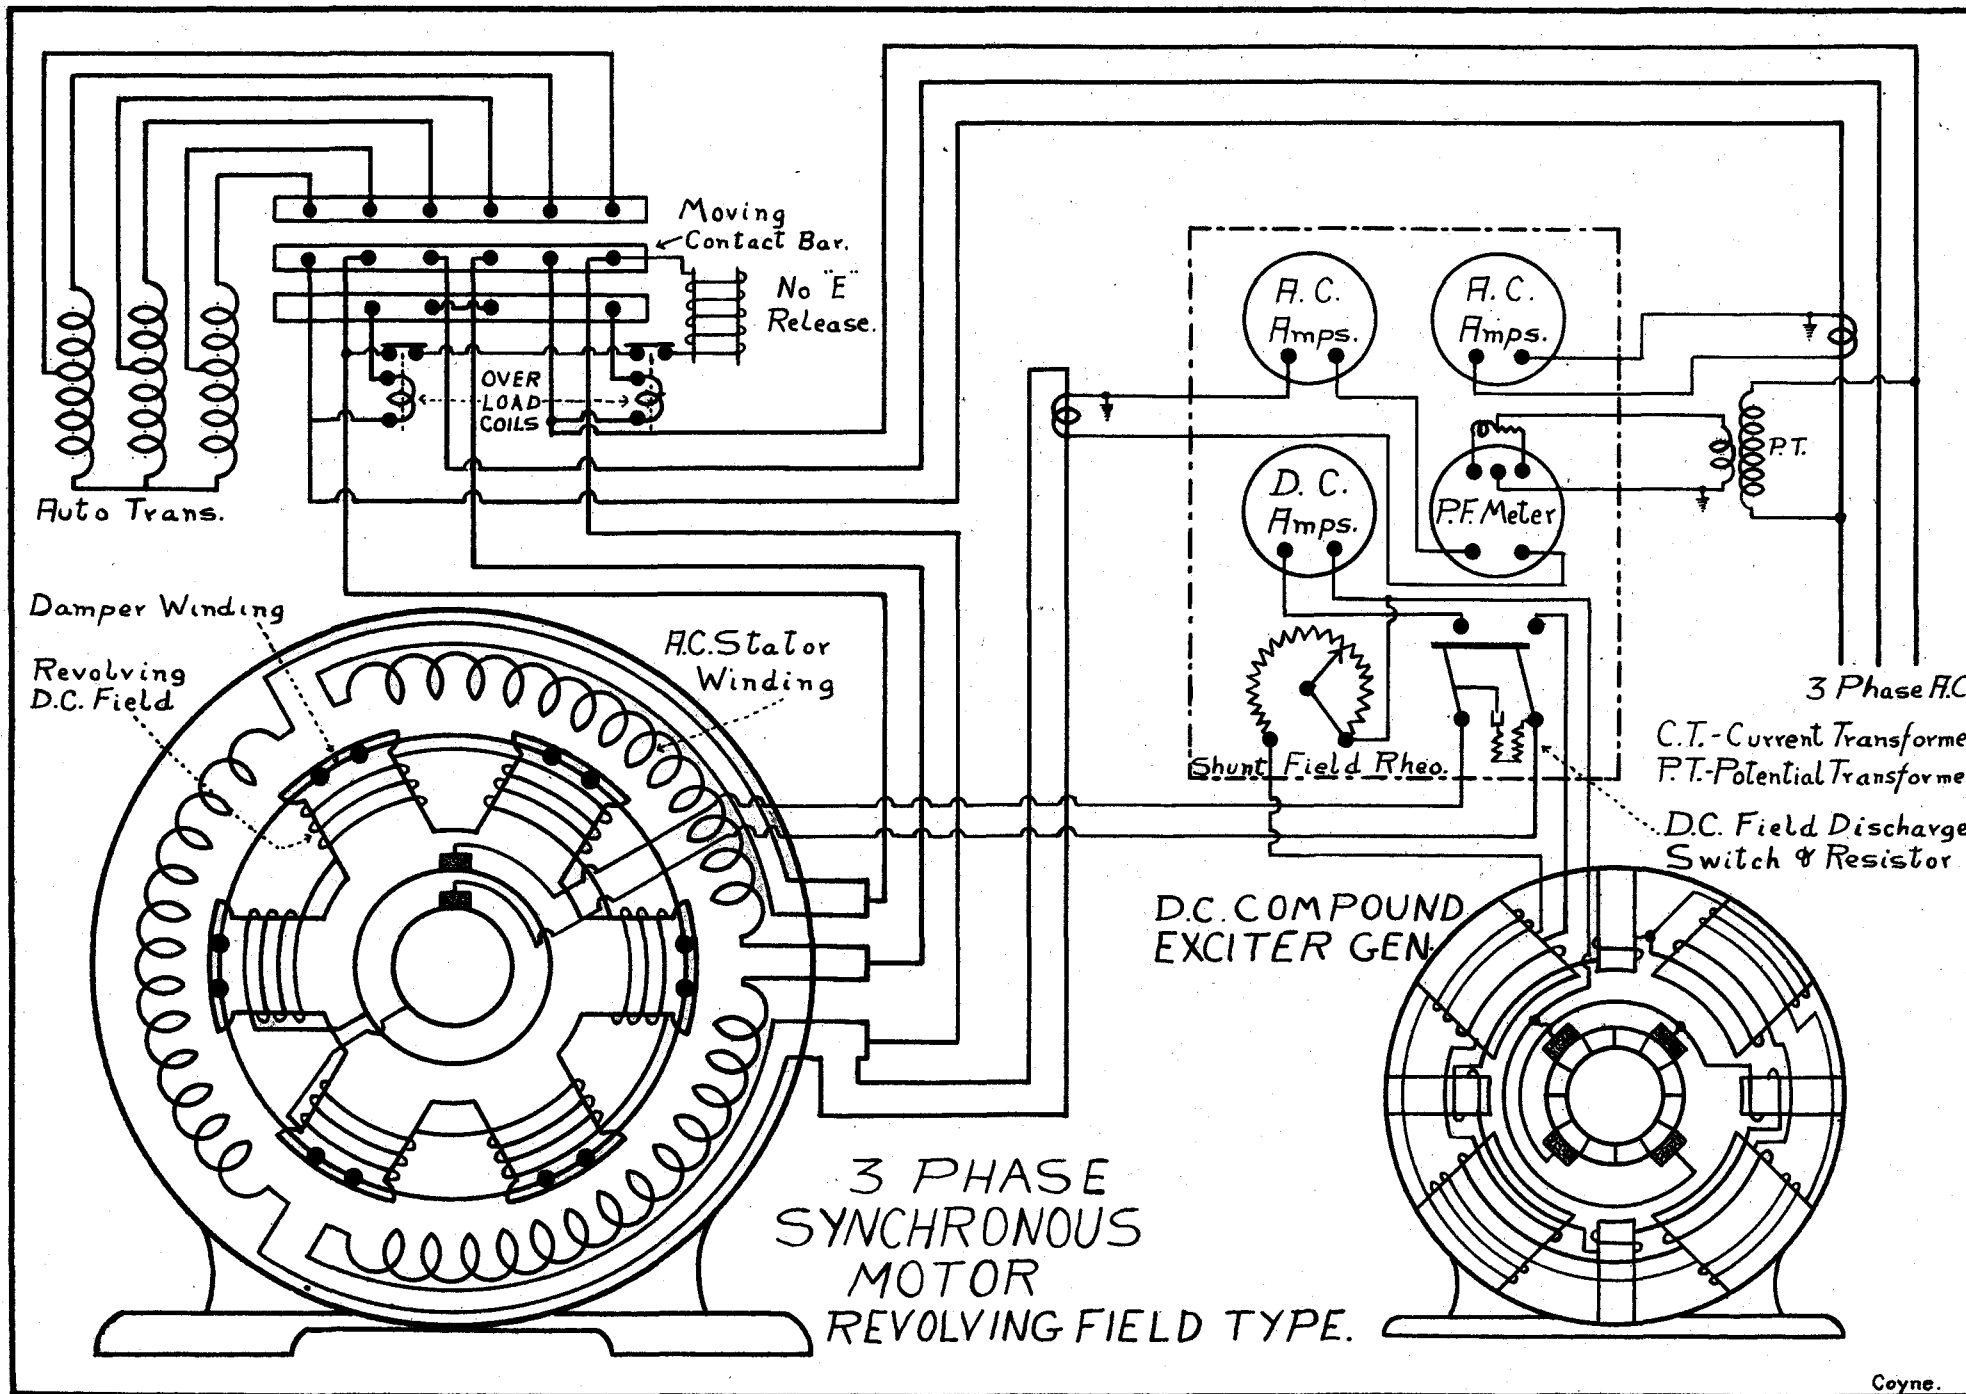 Moving
Contact Bar.
No "E"
Release.
OVER
LOAD
COILS
Auto Trans.
A.C.
Amps.
A.C.
Amps.
D.C.
Amps.
P.F. Meter
P.T.
Shunt Field Rheo.
3 Phase A.C
C.T.-Current Transforme
P.T.-Potential Transforme
D.C. Field Discharge
Switch & Resistor
Damper Winding
Revolving
D.C. Field
A.C. Stator
Winding
D.C. COMPOUND
EXCITER GEN.
3 PHASE
SYNCHRONOUS
MOTOR
REVOLVING FIELD TYPE.
Coyne.